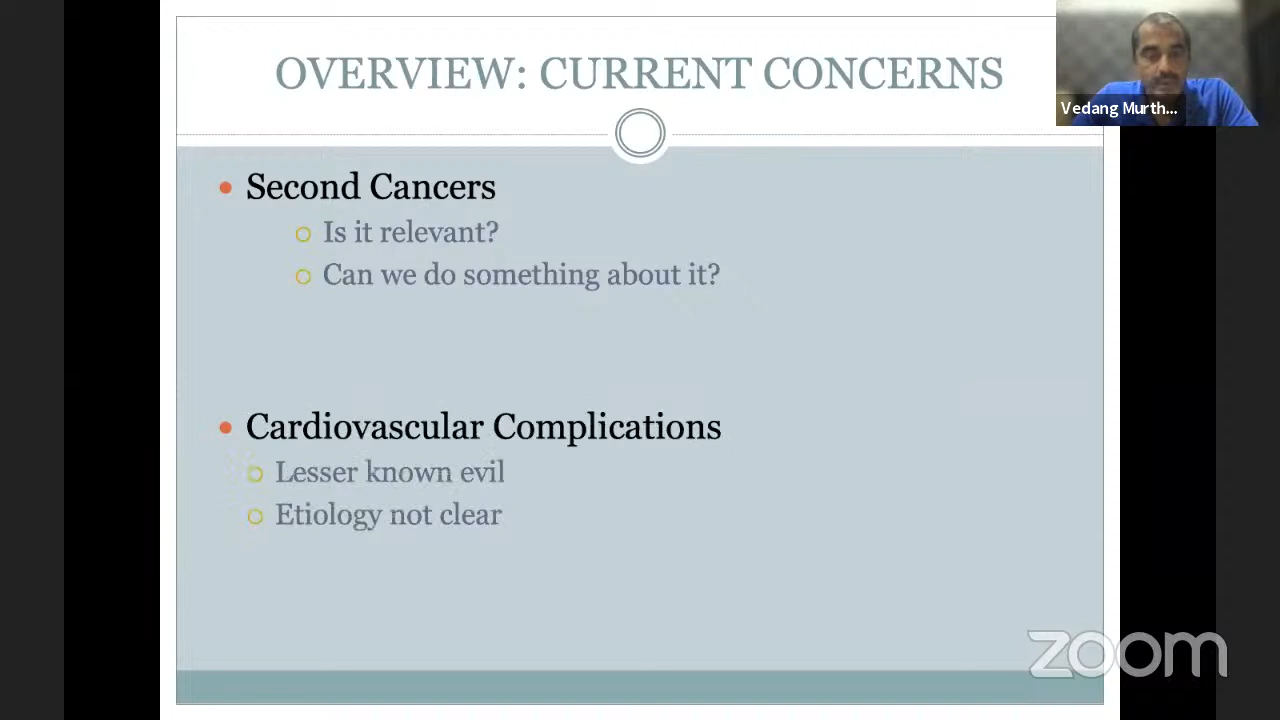 OVERVIEW: CURRENT CONCERNS
Vedang Murth...
Second Cancers
Is it relevant?
Can we do something about it?
Cardiovascular Complications
Lesser known evil
Etiology not clear
zoom